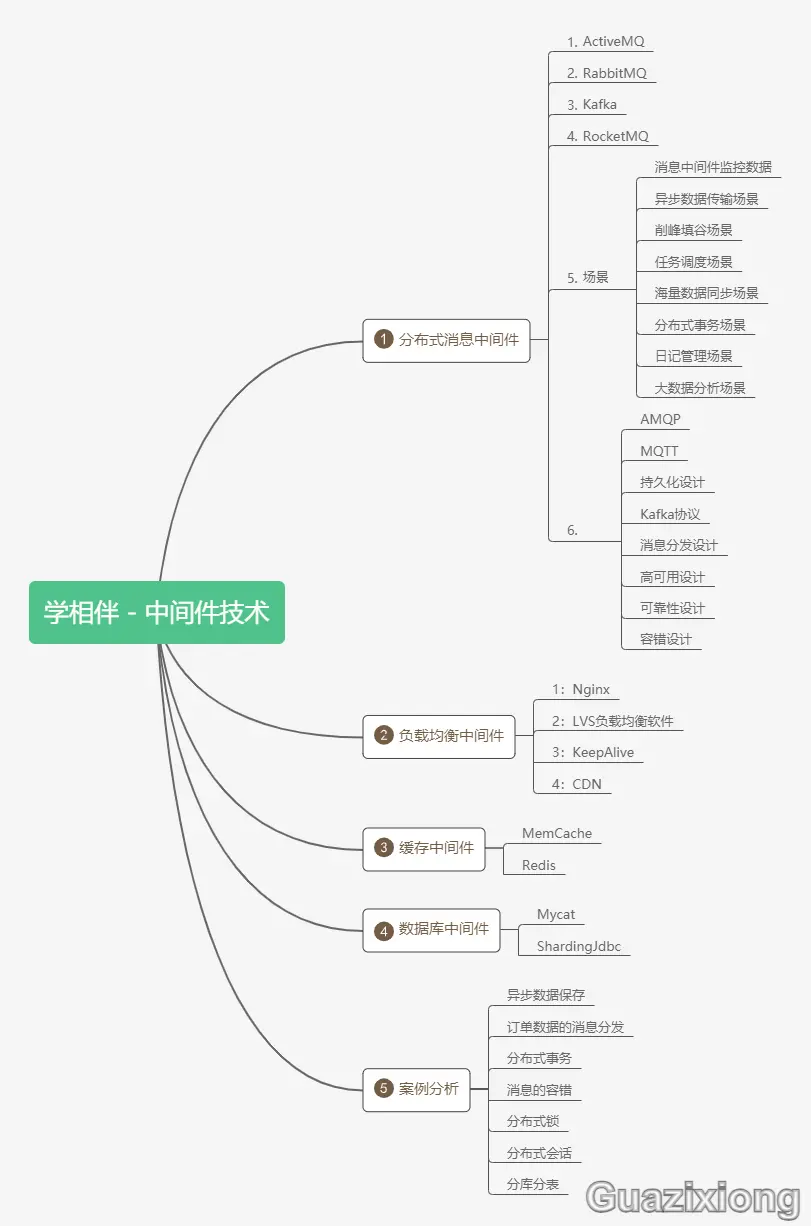 学相伴 - 中间件技术
1 分布式消息中间件
1. ActiveMQ
2. RabbitMQ
3. Kafka
4. RocketMQ
5. 场景
消息中间件监控数据
异步数据传输场景
削峰填谷场景
任务调度场景
海量数据同步场景
分布式事务场景
日记管理场景
大数据分析场景
6.
AMQP
MQTT
持久化设计
Kafka协议
消息分发设计
高可用设计
可靠性设计
容错设计
2 负载均衡中间件
1：Nginx
2：LVS负载均衡软件
3：KeepAlive
4：CDN
3 缓存中间件
MemCache
Redis
4 数据库中间件
Mycat
ShardingJdbc
5 案例分析
异步数据保存
订单数据的消息分发
分布式事务
消息的容错
分布式锁
分布式会话
分库分表
Guazixiong